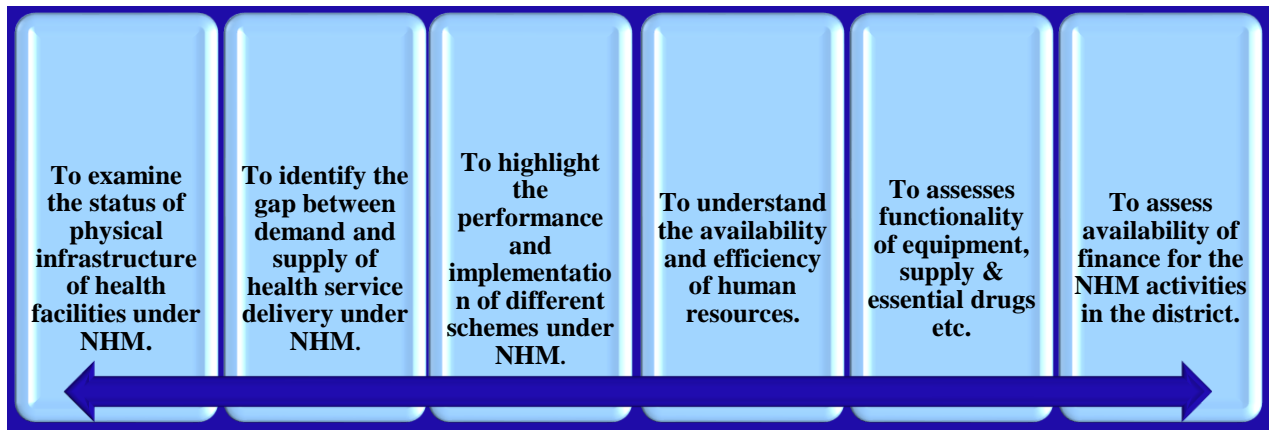 To examine
the status of
physical
infrastructure
of health
facilities under
NHM.
To identify the
gap between
demand and
supply of
health service
delivery under
NHM.
To highlight
the
performance
and
implementatio
n of different
schemes under
NHM.
To understand
the availability
and efficiency
of human
resources.
To assesses
functionality
of equipment,
supply &
essential drugs
etc.
To assess
availability of
finance for the
NHM activities
in the district.